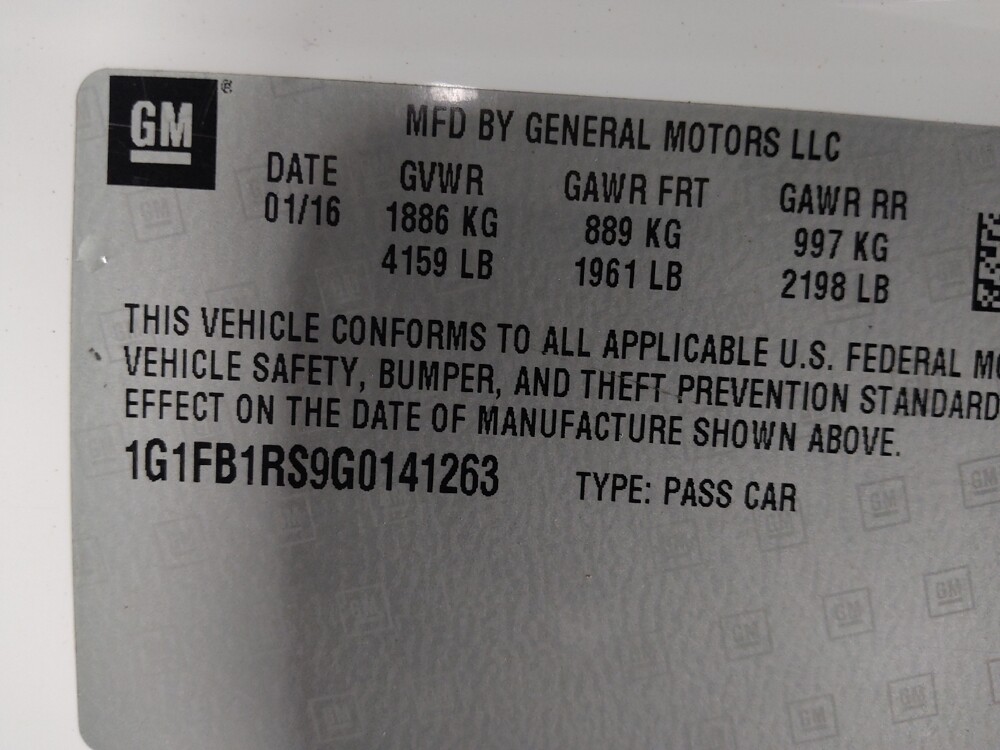 GM ®
MFD BY GENERAL MOTORS LLC
DATE GVWR GAWR FRT GAWR RR
01/16 1886 KG 889 KG 997 KG
4159 LB 1961 LB 2198 LB
THIS VEHICLE CONFORMS TO ALL APPLICABLE U.S. FEDERAL MO
VEHICLE SAFETY, BUMPER, AND THEFT PREVENTION STANDARD
EFFECT ON THE DATE OF MANUFACTURE SHOWN ABOVE.
1G1FB1RS9G0141263 TYPE: PASS CAR